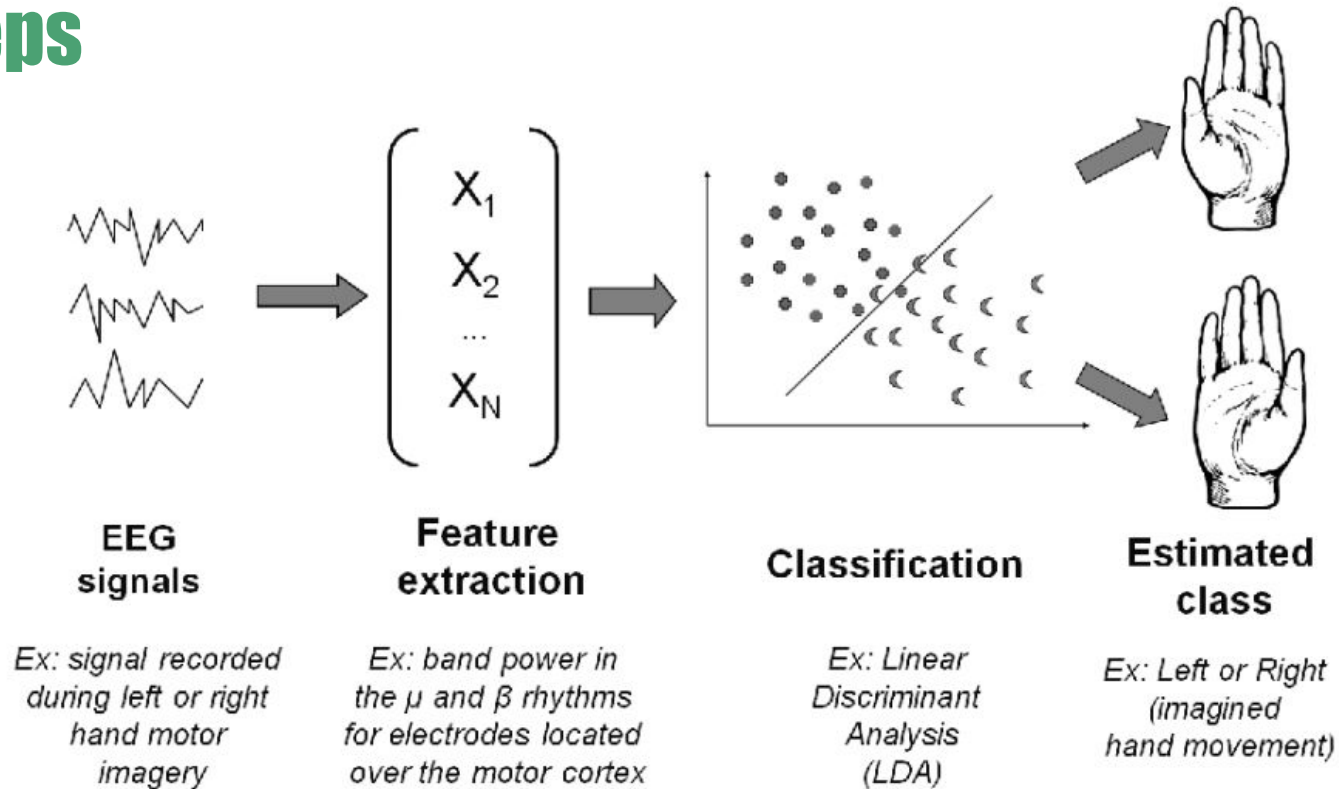 eps
X1
X2
...
XN
EEG
signals
Feature
extraction
Classification
Estimated
class
Ex: signal recorded
during left or right
hand motor
imagery
Ex: band power in
the μ and β rhythms
for electrodes located
over the motor cortex
Ex: Linear
Discriminant
Analysis
(LDA)
Ex: Left or Right
(imagined
hand movement)